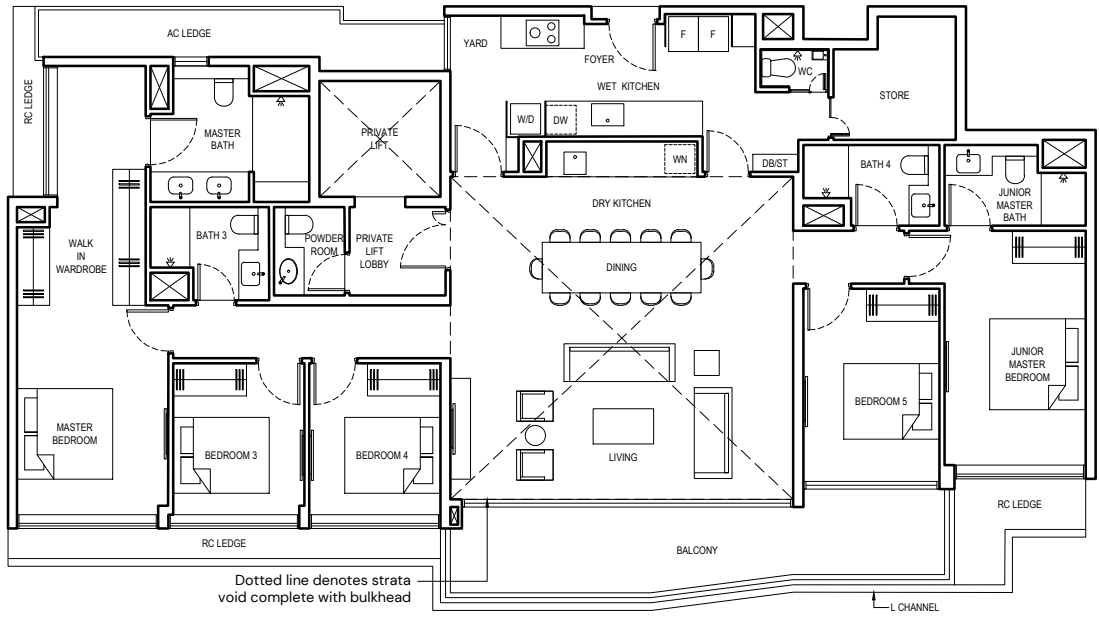 AC LEDGE
YARD
FOYER
F
F
WC
RC LEDGE
WET KITCHEN
STORE
W/D
DW
MASTER
BATH
PRIVATE
LIFT
WN
DB/ST
BATH 4
JUNIOR
MASTER
BATH
DRY KITCHEN
WALK
IN
WARDROBE
BATH 3
POWDER
ROOM
PRIVATE
LIFT
LOBBY
DINING
JUNIOR
MASTER
BEDROOM
BEDROOM 5
MASTER
BEDROOM
BEDROOM 3
BEDROOM 4
LIVING
RC LEDGE
RC LEDGE
BALCONY
Dotted line denotes strata
void complete with bulkhead
L CHANNEL